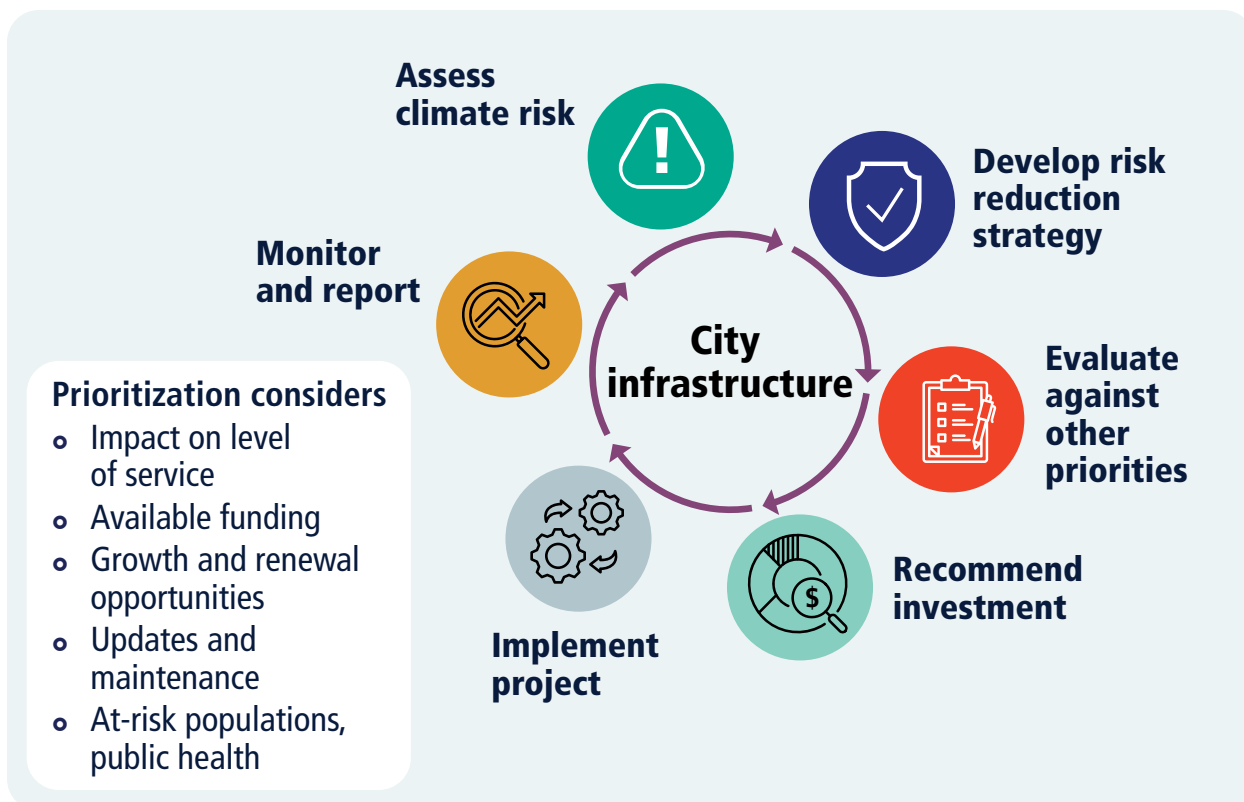 Assess
climate risk
!
Develop risk
reduction
strategy
Evaluate
against
other
priorities
Recommend
investment
$
Implement
project
Monitor
and report
City
infrastructure
Prioritization considers
Impact on level
of service
Available funding
Growth and renewal
opportunities
Updates and
maintenance
At-risk populations,
public health